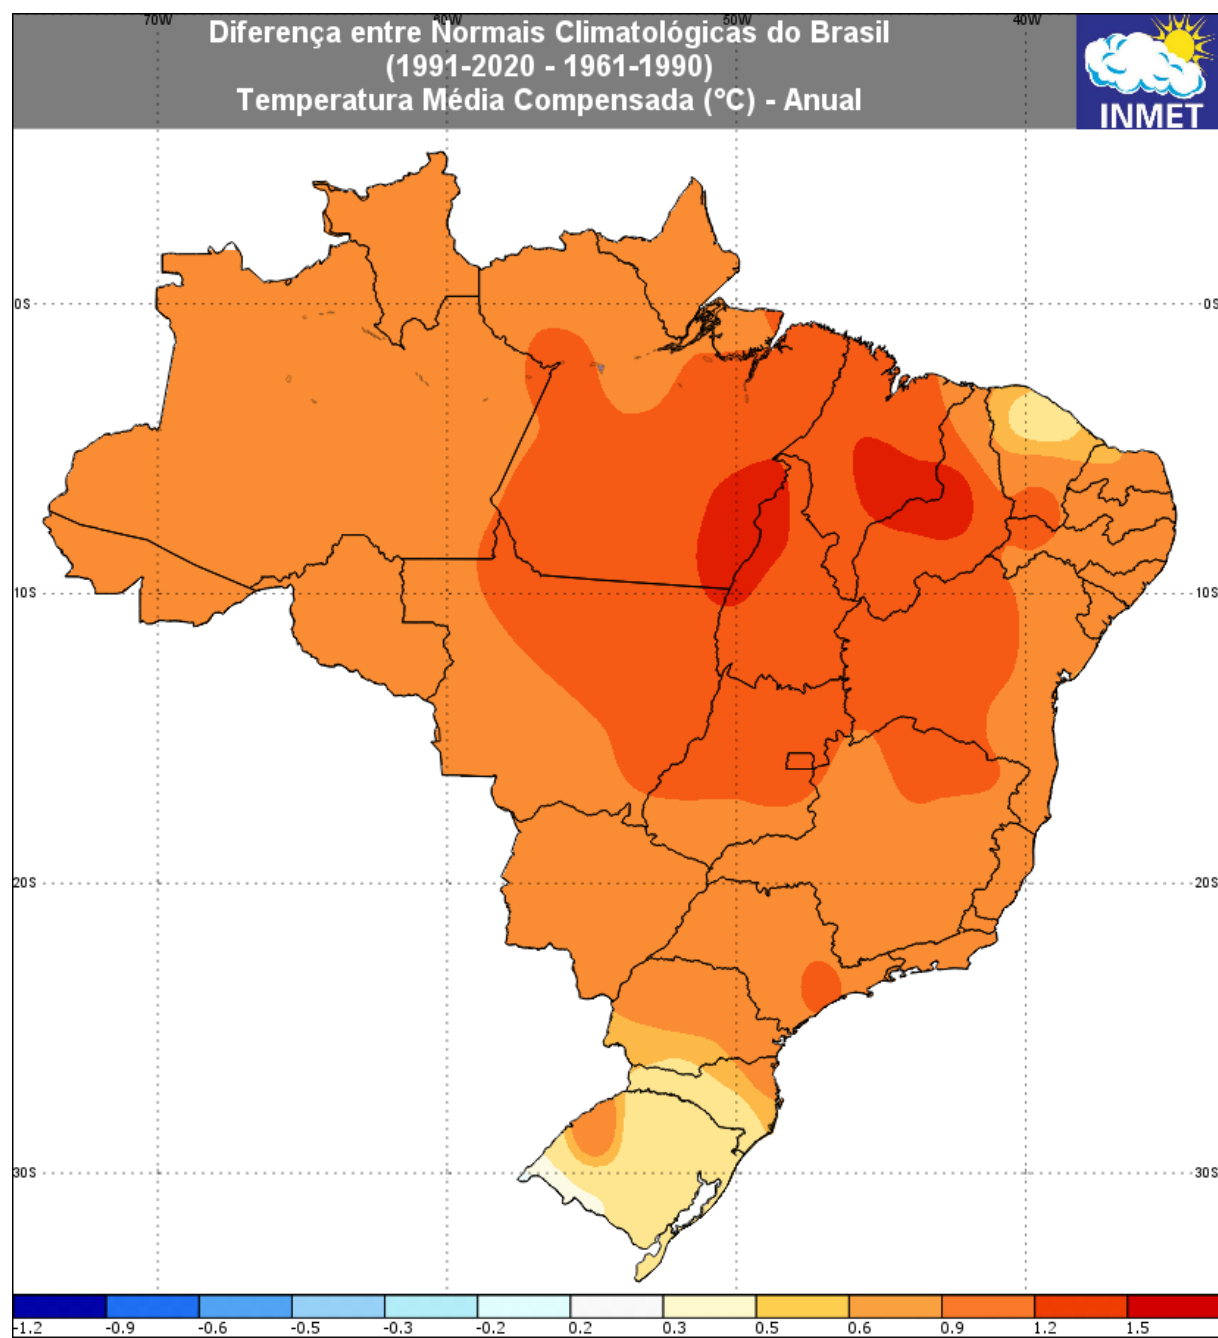 70W 60W 50W 40W
Diferença entre Normais Climatológicas do Brasil
(1991-2020 - 1961-1990)
Temperatura Média Compensada (°C) - Anual
INMET
0S 0S
10S 10S
20S 20S
30S 30S
-1.2 -0.9 -0.6 -0.5 -0.3 -0.2 0.2 0.3 0.5 0.6 0.9 1.2 1.5